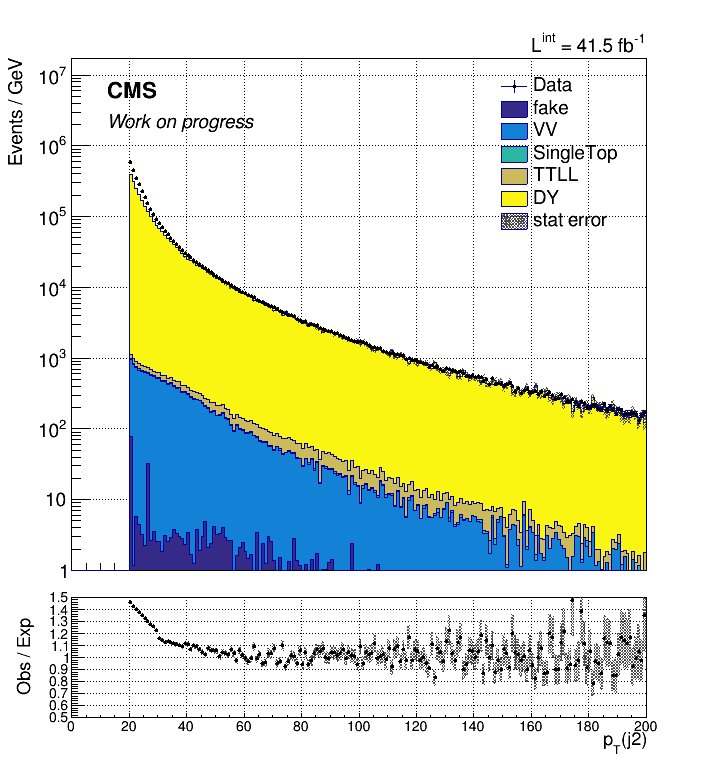 L^int = 41.5 fb^-1
Events / GeV
10^7
10^6
10^5
10^4
10^3
10^2
10
1
CMS
Work on progress
Data
fake
VV
SingleTop
TTLL
DY
stat error
Obs / Exp
1.5
1.4
1.3
1.2
1.1
1
0.9
0.8
0.7
0.6
0.5
0 20 40 60 80 100 120 140 160 180 200
p_T(j2)